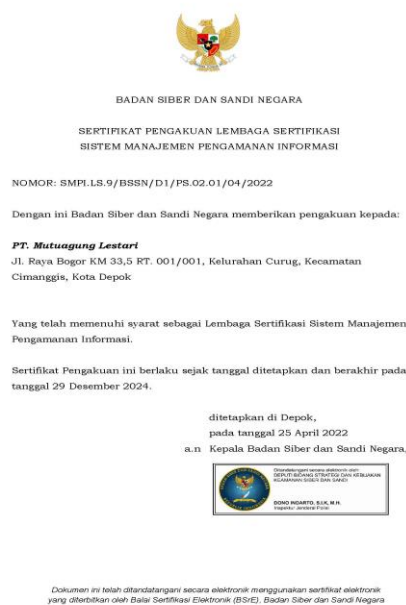 BADAN SIBER DAN SANDI NEGARA
SERTIFIKAT PENGAKUAN LEMBAGA SERTIFIKASI
SISTEM MANAJEMEN PENGAMANAN INFORMASI
NOMOR: SMPI.LS.9/BSSN/D1/PS.02.01/04/2022
Dengan ini Badan Siber dan Sandi Negara memberikan pengakuan kepada:
PT. Mutuagung Lestari
Jl. Raya Bogor KM 33,5 RT. 001/001, Kelurahan Curug, Kecamatan
Cimanggis, Kota Depok
Yang telah memenuhi syarat sebagai Lembaga Sertifikasi Sistem Manajemen
Pengamanan Informasi.
Sertifikat Pengakuan ini berlaku sejak tanggal ditetapkan dan berakhir pada
tanggal 29 Desember 2024.
ditetapkan di Depok,
pada tanggal 25 April 2022
a.n Kepala Badan Siber dan Sandi Negara,
Ditandatangani secara elektronik oleh:
DEPUTI BIDANG STRATEGI DAN KEBIJAKAN
KEAMANAN SIBER DAN SANDI
DONO INDARTO, S.I.K, M.H.
Inspektur Jenderal Polisi
Dokumen ini telah ditandatangani secara elektronik menggunakan sertifikat elektronik
yang diterbitkan oleh Balai Sertifikasi Elektronik (BSrE), Badan Siber dan Sandi Negara